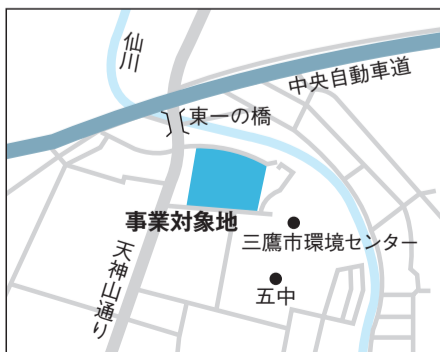 仙川
中央自動車道
東一の橋
事業対象地
三鷹市環境センター
天神山通り
五中